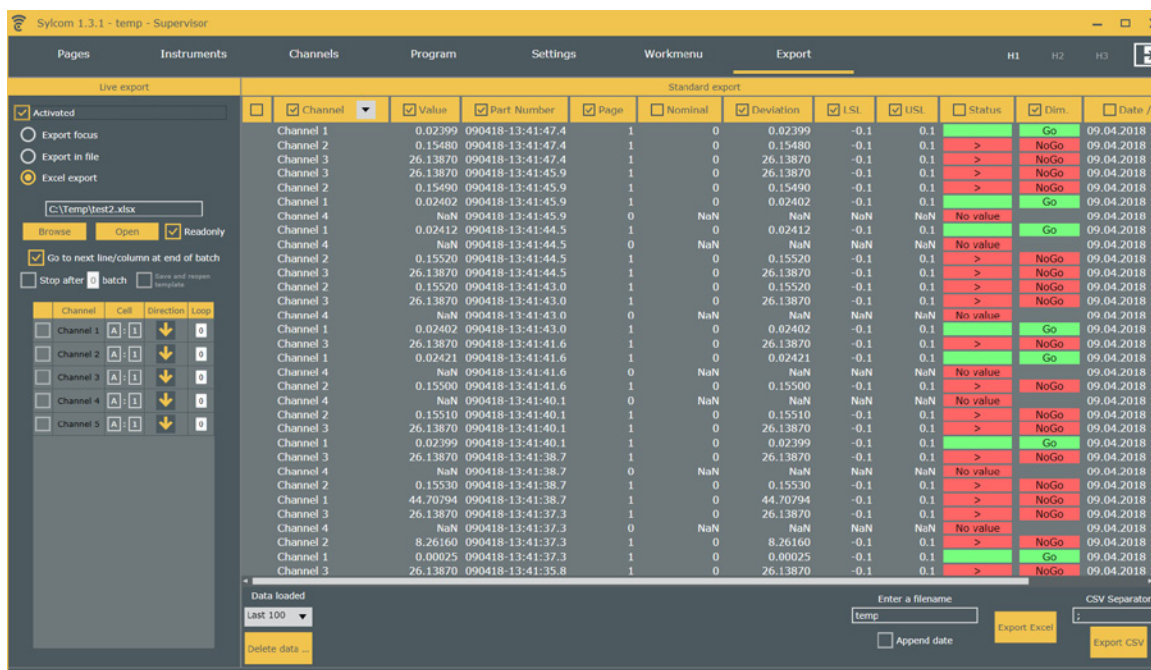 Sylcom 1.3.1 - temp - Supervisor
Pages Instruments Channels Program Settings Workmenu Export H1 H2 H3
Live export
Activated
Export focus
Export in file
Excel export
C:\Temp\test2.xlsx
Browse Open Readonly
Go to next line/column at end of batch
Stop after 0 batch Save and reopen template
Channel Cell Direction Loop
Channel 1 A : 1 0
Channel 2 A : 1 0
Channel 3 A : 1 0
Channel 4 A : 1 0
Channel 5 A : 1 0
Standard export
Channel Value Part Number Page Nominal Deviation LSL USL Status Dim. Date /
Channel 1 0.02399 090418-13:41:47.4 1 0 0.02399 -0.1 0.1 Go 09.04.2018
Channel 2 0.15480 090418-13:41:47.4 1 0 0.15480 -0.1 0.1 > NoGo 09.04.2018
Channel 3 26.13870 090418-13:41:47.4 1 0 26.13870 -0.1 0.1 > NoGo 09.04.2018
Channel 3 26.13870 090418-13:41:45.9 1 0 26.13870 -0.1 0.1 > NoGo 09.04.2018
Channel 2 0.15490 090418-13:41:45.9 1 0 0.15490 -0.1 0.1 > NoGo 09.04.2018
Channel 1 0.02402 090418-13:41:45.9 1 0 0.02402 -0.1 0.1 Go 09.04.2018
Channel 4 NaN 090418-13:41:45.9 0 NaN NaN NaN NaN No value 09.04.2018
Channel 1 0.02412 090418-13:41:44.5 1 0 0.02412 -0.1 0.1 Go 09.04.2018
Channel 4 NaN 090418-13:41:44.5 0 NaN NaN NaN NaN No value 09.04.2018
Channel 2 0.15520 090418-13:41:44.5 1 0 0.15520 -0.1 0.1 > NoGo 09.04.2018
Channel 3 26.13870 090418-13:41:44.5 1 0 26.13870 -0.1 0.1 > NoGo 09.04.2018
Channel 2 0.15520 090418-13:41:43.0 1 0 0.15520 -0.1 0.1 > NoGo 09.04.2018
Channel 3 26.13870 090418-13:41:43.0 1 0 26.13870 -0.1 0.1 > NoGo 09.04.2018
Channel 4 NaN 090418-13:41:43.0 0 NaN NaN NaN NaN No value 09.04.2018
Channel 1 0.02402 090418-13:41:43.0 1 0 0.02402 -0.1 0.1 Go 09.04.2018
Channel 3 26.13870 090418-13:41:41.6 1 0 26.13870 -0.1 0.1 > NoGo 09.04.2018
Channel 1 0.02421 090418-13:41:41.6 1 0 0.02421 -0.1 0.1 Go 09.04.2018
Channel 4 NaN 090418-13:41:41.6 0 NaN NaN NaN NaN No value 09.04.2018
Channel 2 0.15500 090418-13:41:41.6 1 0 0.15500 -0.1 0.1 > NoGo 09.04.2018
Channel 4 NaN 090418-13:41:40.1 0 NaN NaN NaN NaN No value 09.04.2018
Channel 2 0.15510 090418-13:41:40.1 1 0 0.15510 -0.1 0.1 > NoGo 09.04.2018
Channel 3 26.13870 090418-13:41:40.1 1 0 26.13870 -0.1 0.1 > NoGo 09.04.2018
Channel 1 0.02399 090418-13:41:40.1 1 0 0.02399 -0.1 0.1 Go 09.04.2018
Channel 3 26.13870 090418-13:41:38.7 1 0 26.13870 -0.1 0.1 > NoGo 09.04.2018
Channel 4 NaN 090418-13:41:38.7 0 NaN NaN NaN NaN No value 09.04.2018
Channel 2 0.15530 090418-13:41:38.7 1 0 0.15530 -0.1 0.1 > NoGo 09.04.2018
Channel 1 44.70794 090418-13:41:38.7 1 0 44.70794 -0.1 0.1 > NoGo 09.04.2018
Channel 3 26.13870 090418-13:41:37.3 1 0 26.13870 -0.1 0.1 > NoGo 09.04.2018
Channel 4 NaN 090418-13:41:37.3 0 NaN NaN NaN NaN No value 09.04.2018
Channel 2 8.26160 090418-13:41:37.3 1 0 8.26160 -0.1 0.1 > NoGo 09.04.2018
Channel 1 0.00025 090418-13:41:37.3 1 0 0.00025 -0.1 0.1 Go 09.04.2018
Channel 3 26.13870 090418-13:41:35.8 1 0 26.13870 -0.1 0.1 > NoGo 09.04.2018
Data loaded
Last 100
Delete data ...
Enter a filename
temp
Append date
Export Excel
CSV Separator
;
Export CSV